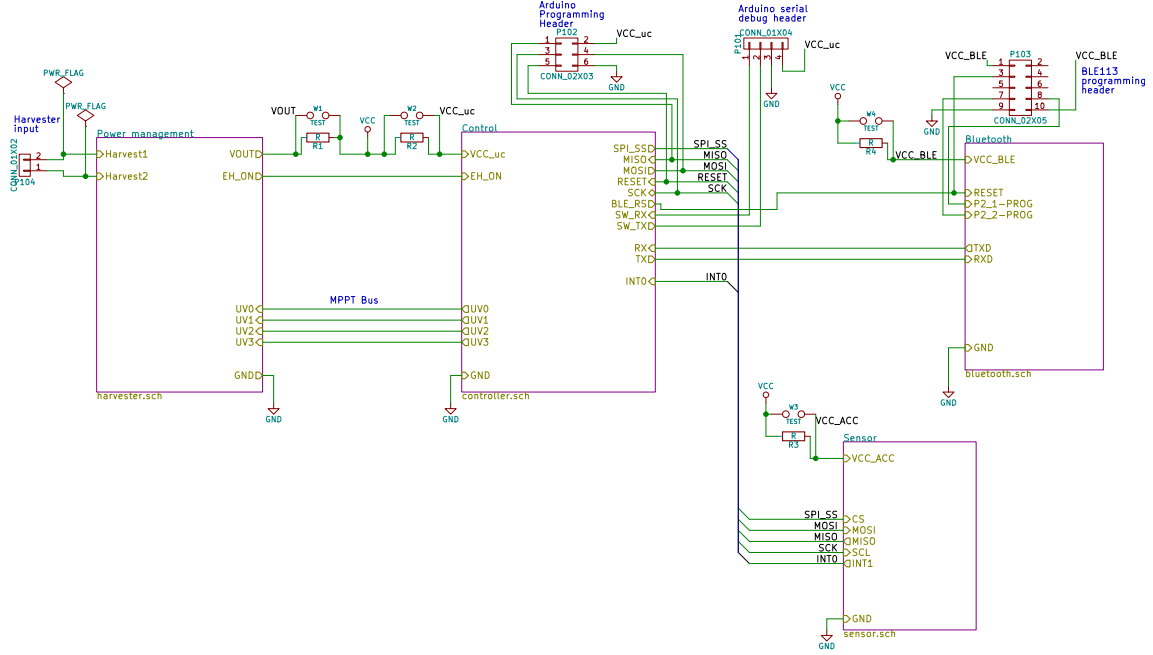 Arduino
Programming
Header
P102
VCC_uc
1 2
3 4
5 6
CONN_02X03
GND
Arduino serial
debug header
CONN_01X04
P101
1 2 3 4
VCC_uc
GND
VCC_BLE
P103
VCC_BLE
1 2
3 4
5 6
7 8
9 10
CONN_02X05
GND
BLE113
programming
header
PWR_FLAG
PWR_FLAG
Harvester
input
CONN_01X02
2
1
P104
VOUT
W1
TEST
R
R1
VCC
W2
TEST
R
R2
VCC_uc
VCC
W4
TEST
R
R4
VCC_BLE
Power management
Harvest1
Harvest2
VOUT
EH_ON
UV0
UV1
UV2
UV3
GND
harvester.sch
GND
MPPT Bus
Control
VCC_uc
EH_ON
UV0
UV1
UV2
UV3
GND
SPI_SS
MISO
MOSI
RESET
SCK
BLE_RS
SW_RX
SW_TX
RX
TX
INT0
controller.sch
GND
SPI_SS
MISO
MOSI
RESET
SCK
INT0
Bluetooth
VCC_BLE
RESET
P2_1-PROG
P2_2-PROG
TXD
RXD
GND
bluetooth.sch
GND
VCC
W3
TEST
R
R3
VCC_ACC
Sensor
VCC_ACC
SPI_SS
MOSI
MISO
SCK
INT0
CS
MOSI
MISO
SCL
INT1
GND
sensor.sch
GND